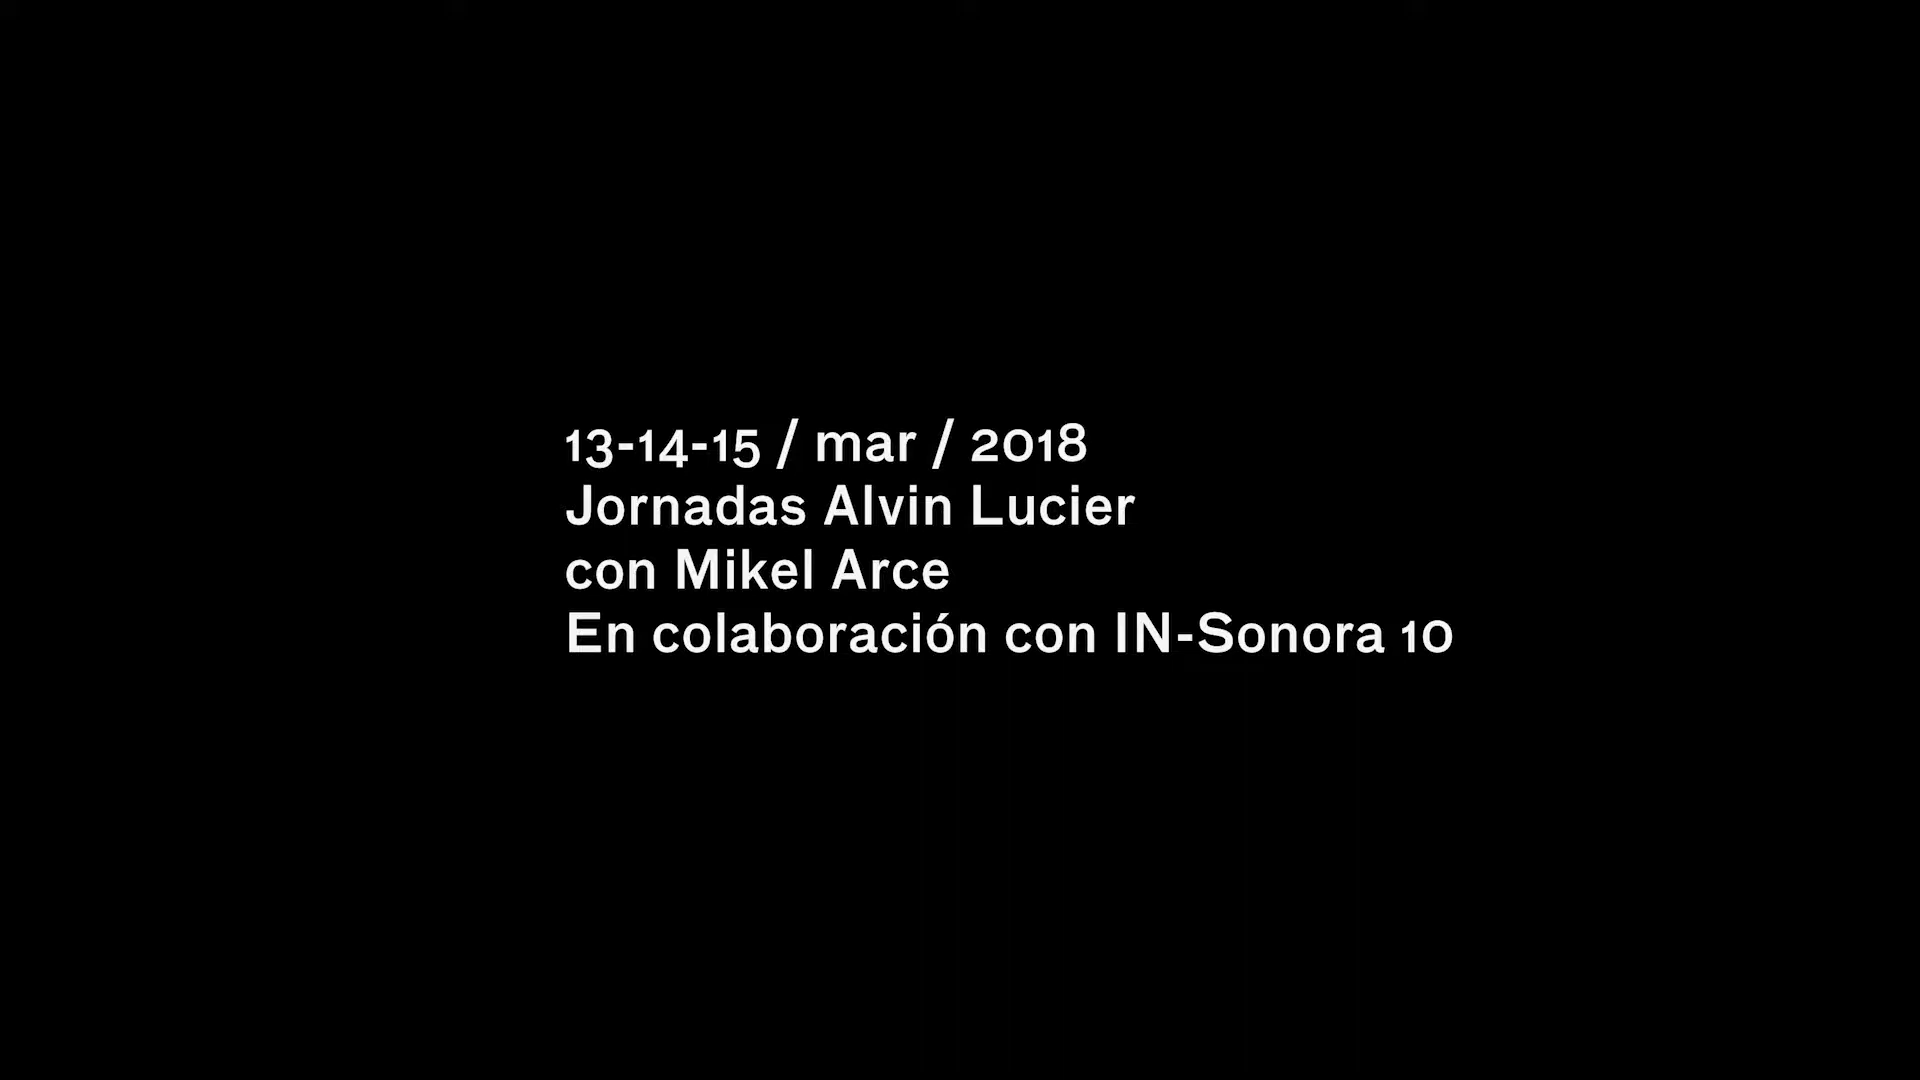 13-14-15 / mar / 2018
Jornadas Alvin Lucier
con Mikel Arce
En colaboración con IN-Sonora 10